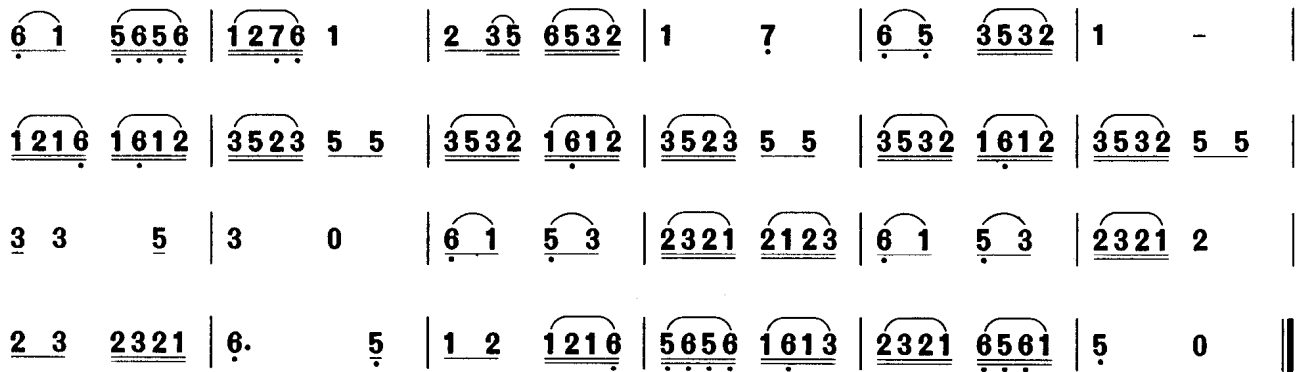 6 1 5656 | 1276 1 | 2 35 6532 | 1 7 | 6 5 3532 | 1 - |
1216 1612 | 3523 5 5 | 3532 1612 | 3523 5 5 | 3532 1612 | 3532 5 5 |
3 3 5 | 3 0 | 6 1 5 3 | 2321 2123 | 6 1 5 3 | 2321 2 |
2 3 2321 | 6. 5 | 1 2 1216 | 5656 1613 | 2321 6561 | 5 0 ‖